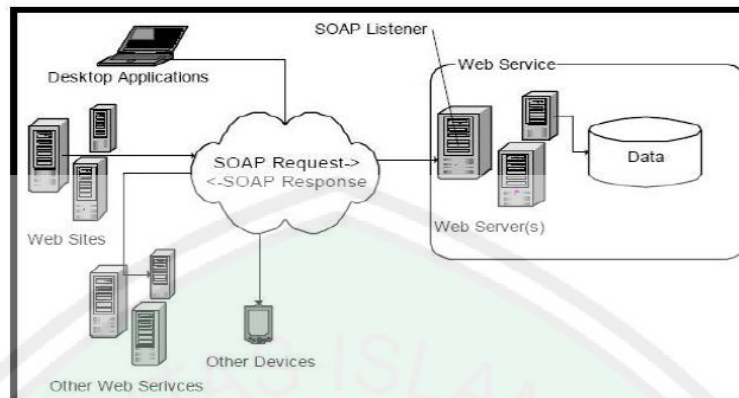 SOAP Listener
Desktop Applications
Web Service
SOAP Request->
<-SOAP Response
Data
Web Sites
Web Server(s)
Other Devices
Other Web Serivces
ISLA